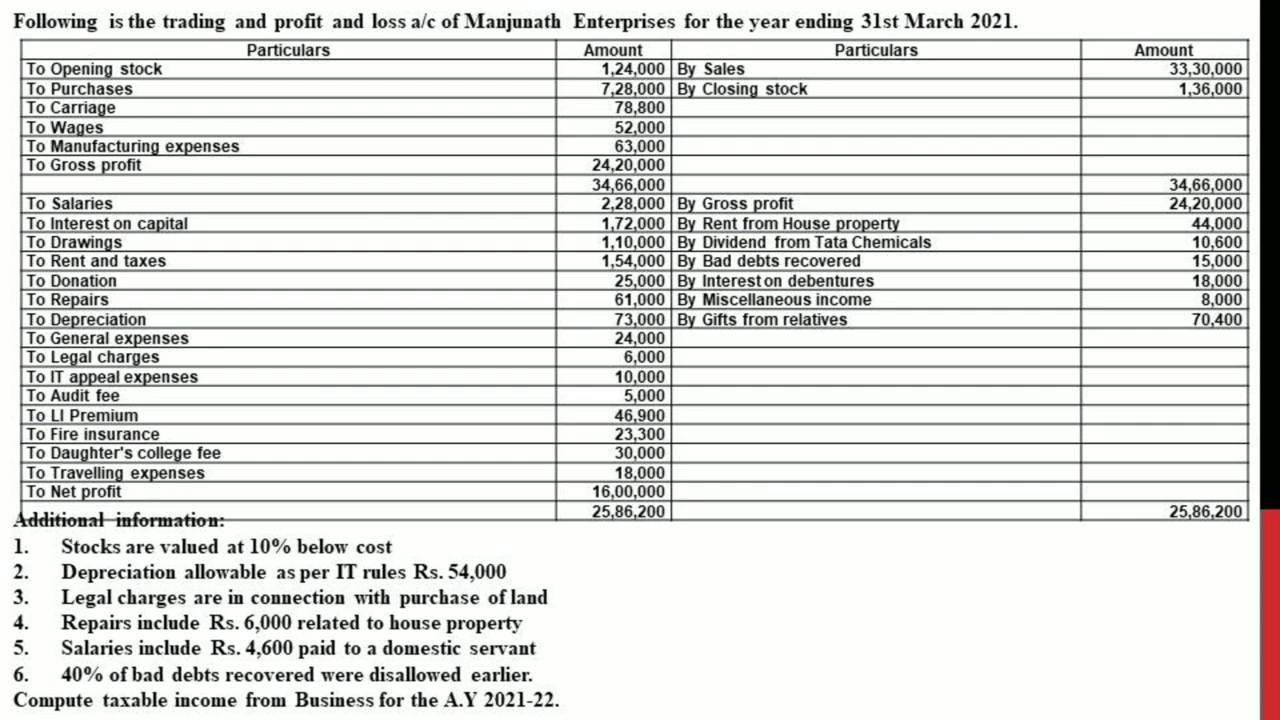 Following is the trading and profit and loss a/c of Manjunath Enterprises for the year ending 31st March 2021.
Particulars Amount Particulars Amount
To Opening stock 1,24,000 By Sales 33,30,000
To Purchases 7,28,000 By Closing stock 1,36,000
To Carriage 78,800
To Wages 52,000
To Manufacturing expenses 63,000
To Gross profit 24,20,000
34,66,000 34,66,000
To Salaries 2,28,000 By Gross profit 24,20,000
To Interest on capital 1,72,000 By Rent from House property 44,000
To Drawings 1,10,000 By Dividend from Tata Chemicals 10,600
To Rent and taxes 1,54,000 By Bad debts recovered 15,000
To Donation 25,000 By Interest on debentures 18,000
To Repairs 61,000 By Miscellaneous income 8,000
To Depreciation 73,000 By Gifts from relatives 70,400
To General expenses 24,000
To Legal charges 6,000
To IT appeal expenses 10,000
To Audit fee 5,000
To LI Premium 46,900
To Fire insurance 23,300
To Daughter's college fee 30,000
To Travelling expenses 18,000
To Net profit 16,00,000
25,86,200 25,86,200
Additional information:
1. Stocks are valued at 10% below cost
2. Depreciation allowable as per IT rules Rs. 54,000
3. Legal charges are in connection with purchase of land
4. Repairs include Rs. 6,000 related to house property
5. Salaries include Rs. 4,600 paid to a domestic servant
6. 40% of bad debts recovered were disallowed earlier.
Compute taxable income from Business for the A.Y 2021-22.